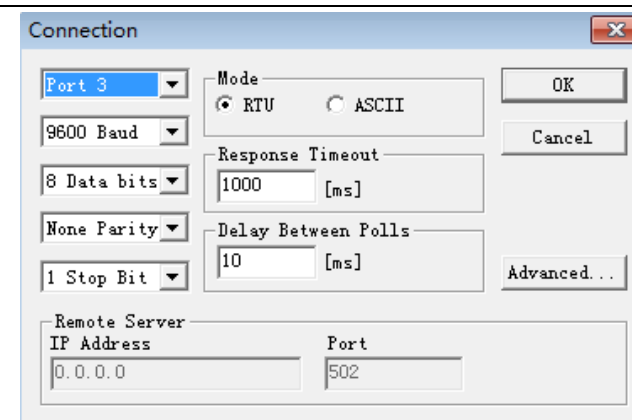 Connection
Port 3
9600 Baud
8 Data bits
None Parity
1 Stop Bit
Mode
RTU ASCII
Response Timeout
1000 [ms]
Delay Between Polls
10 [ms]
OK
Cancel
Advanced...
Remote Server
IP Address Port
0.0.0.0 502